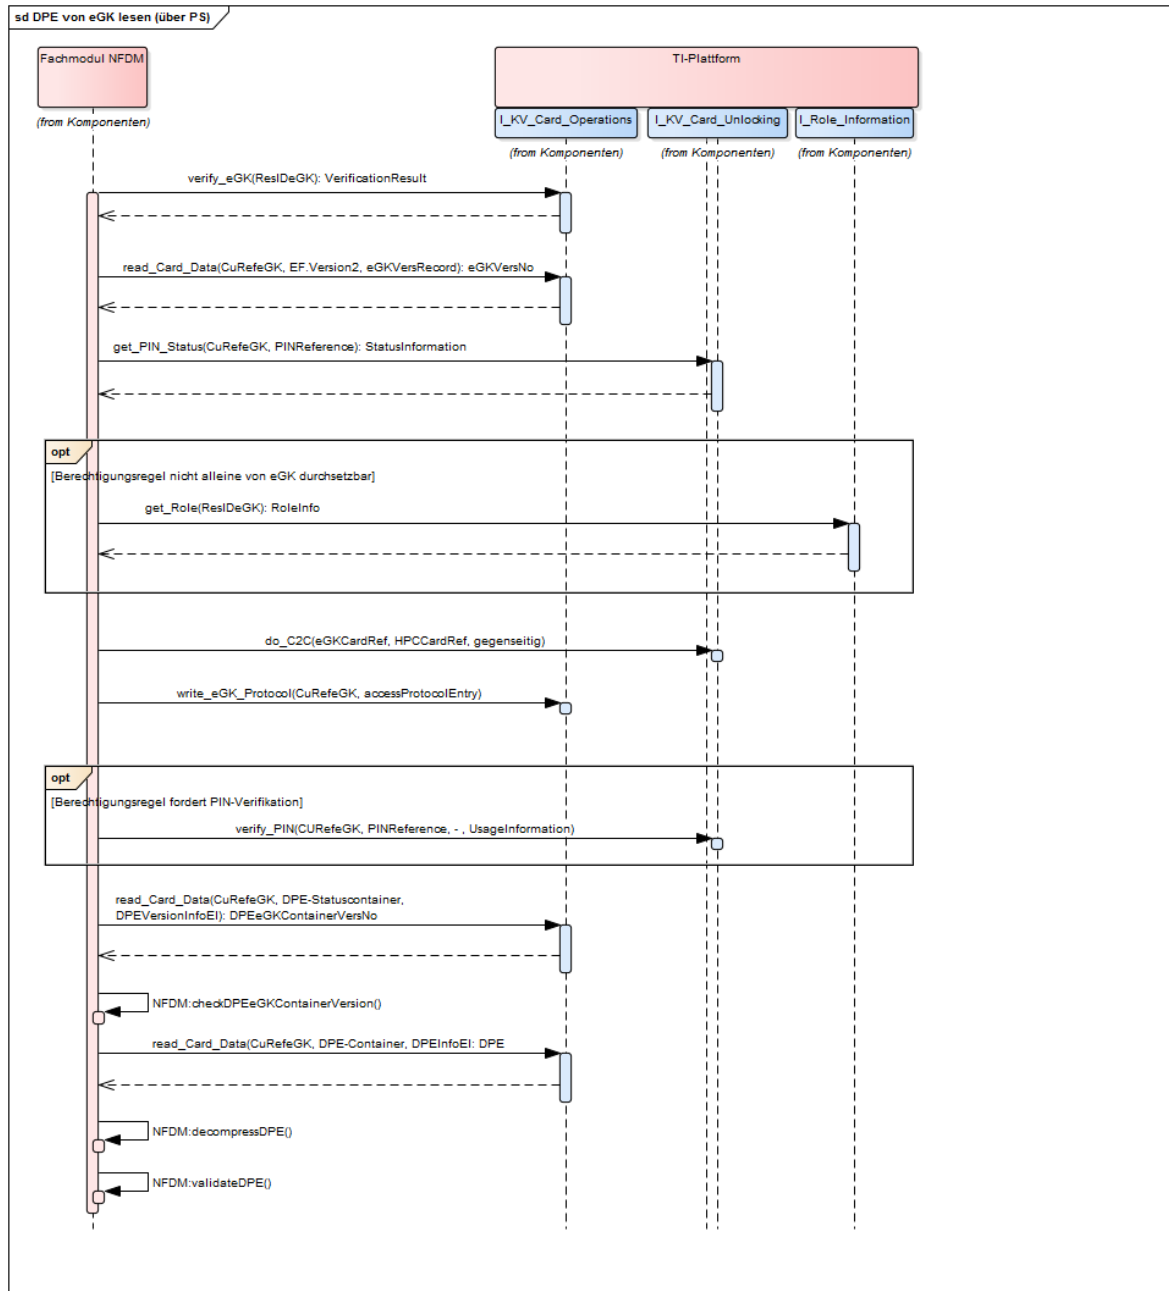 sd DPE von eGK lesen (über PS)
Fachmodul NFDM
(from Komponenten)
TI-Plattform
I_KV_Card_Operations
I_KV_Card_Unlocking
I_Role_Information
(from Komponenten)
(from Komponenten)
(from Komponenten)
verify_eGK(ResIDeGK): VerificationResult
read_Card_Data(CuRefeGK, EF.Version2, eGKVersRecord): eGKVersNo
get_PIN_Status(CuRefeGK, PINReference): StatusInformation
opt
[Berechtigungsregel nicht alleine von eGK durchsetzbar]
get_Role(ResIDeGK): RoleInfo
do_C2C(eGKCardRef, HPCCardRef, gegenseitig)
write_eGK_Protocol(CuRefeGK, accessProtocolEntry)
opt
[Berechtigungsregel fordert PIN-Verifikation]
verify_PIN(CURefeGK, PINReference, - , UsageInformation)
read_Card_Data(CuRefeGK, DPE-Statuscontainer,
DPEVersionInfoEI): DPEeGKContainerVersNo
NFDM:checkDPEeGKContainerVersion()
read_Card_Data(CuRefeGK, DPE-Container, DPEInfoEI: DPE
NFDM:decompressDPE()
NFDM:validateDPE()